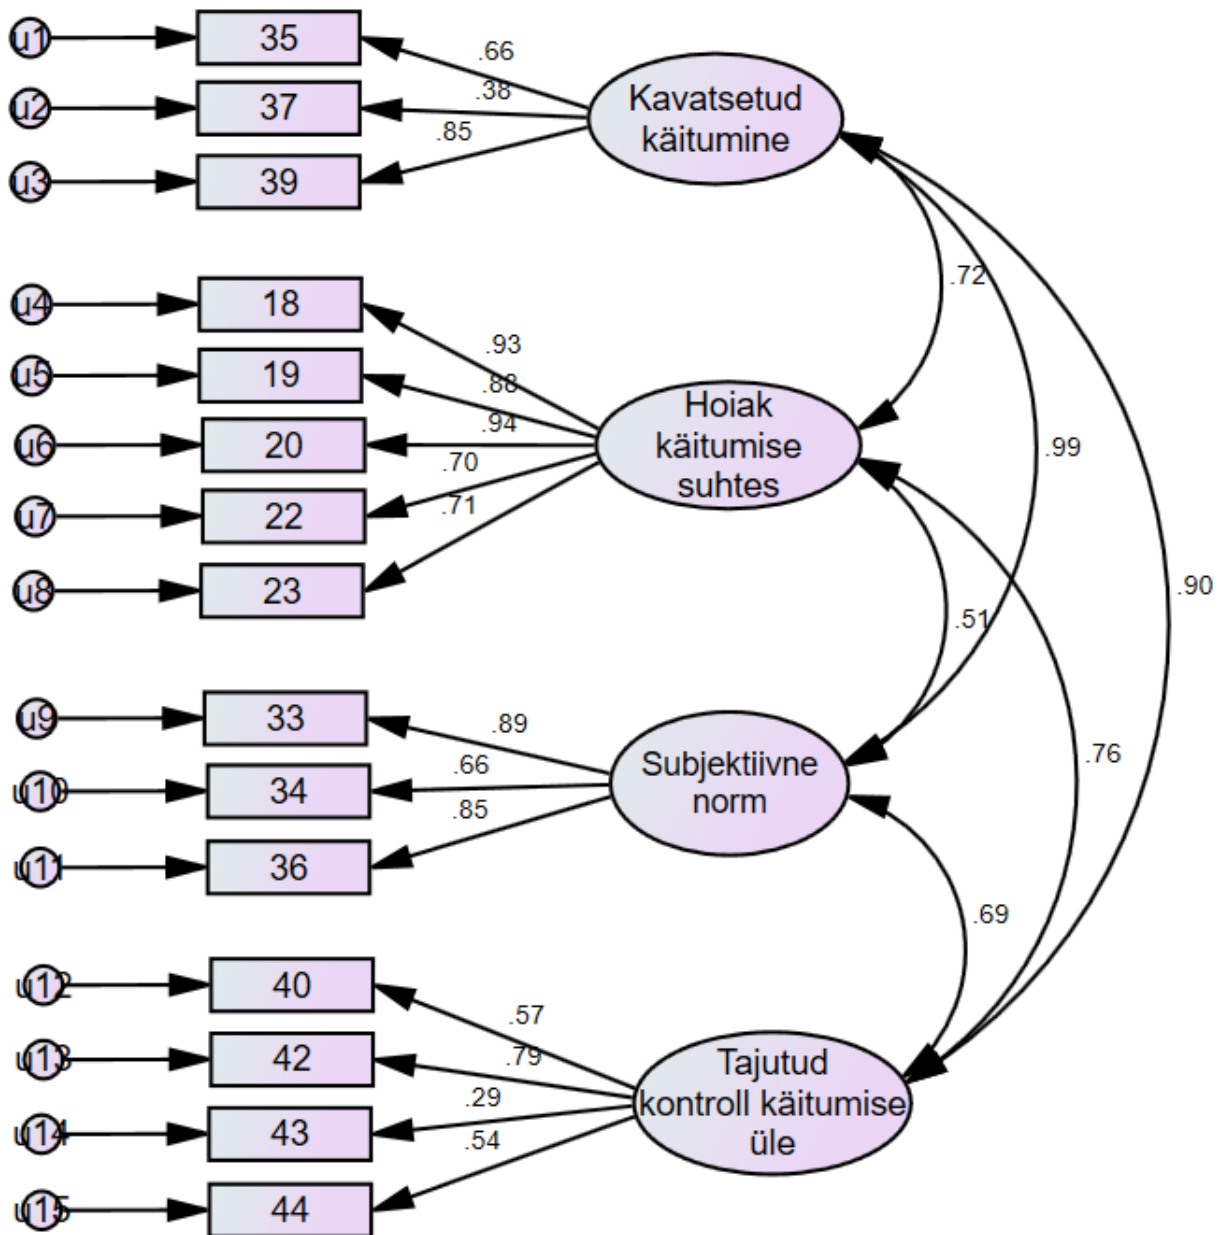 u1
35
.66
u2
37
.38
u3
39
.85
Kavatsetud
käitumine
u4
18
.93
u5
19
.88
u6
20
.94
u7
22
.70
u8
23
.71
Hoiak
käitumise
suhtes
.72
.99
.90
.51
u9
33
.89
u10
34
.66
u11
36
.85
Subjektiivne
norm
.76
.69
u12
40
.57
u13
42
.79
u14
43
.29
u15
44
.54
Tajutud
kontroll käitumise
üle